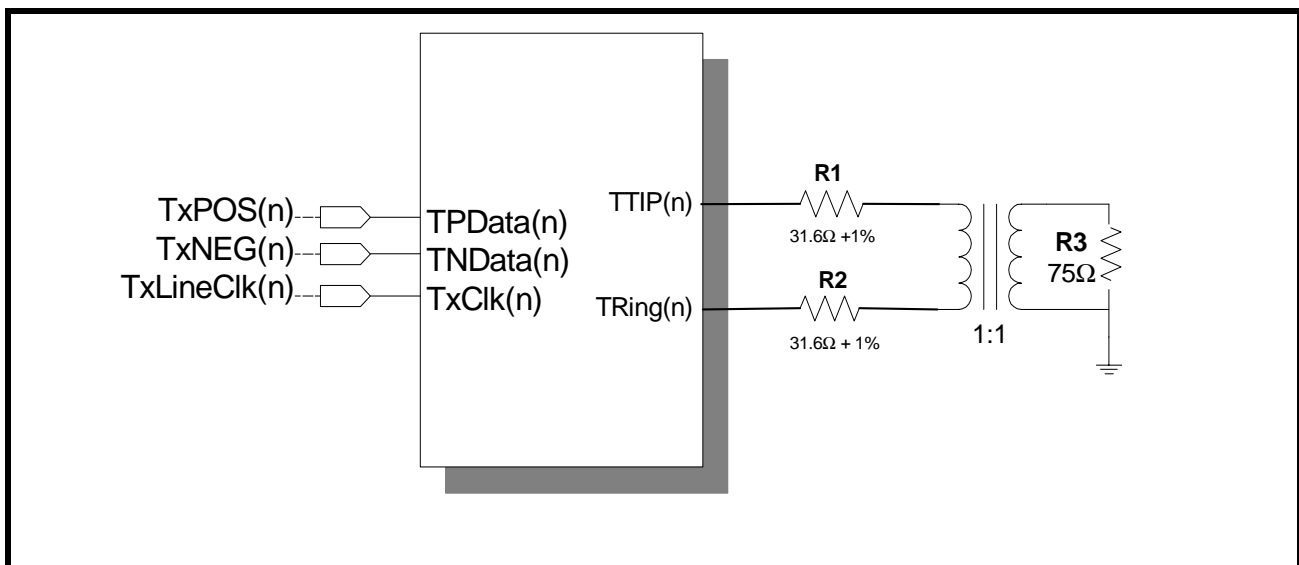 TxPOS(n)
TxNEG(n)
TxLineClk(n)
TPData(n)
TNData(n)
TxClk(n)
TTIP(n)
TRing(n)
R1
31.6Ω +1%
R2
31.6Ω + 1%
1:1
R3
75Ω